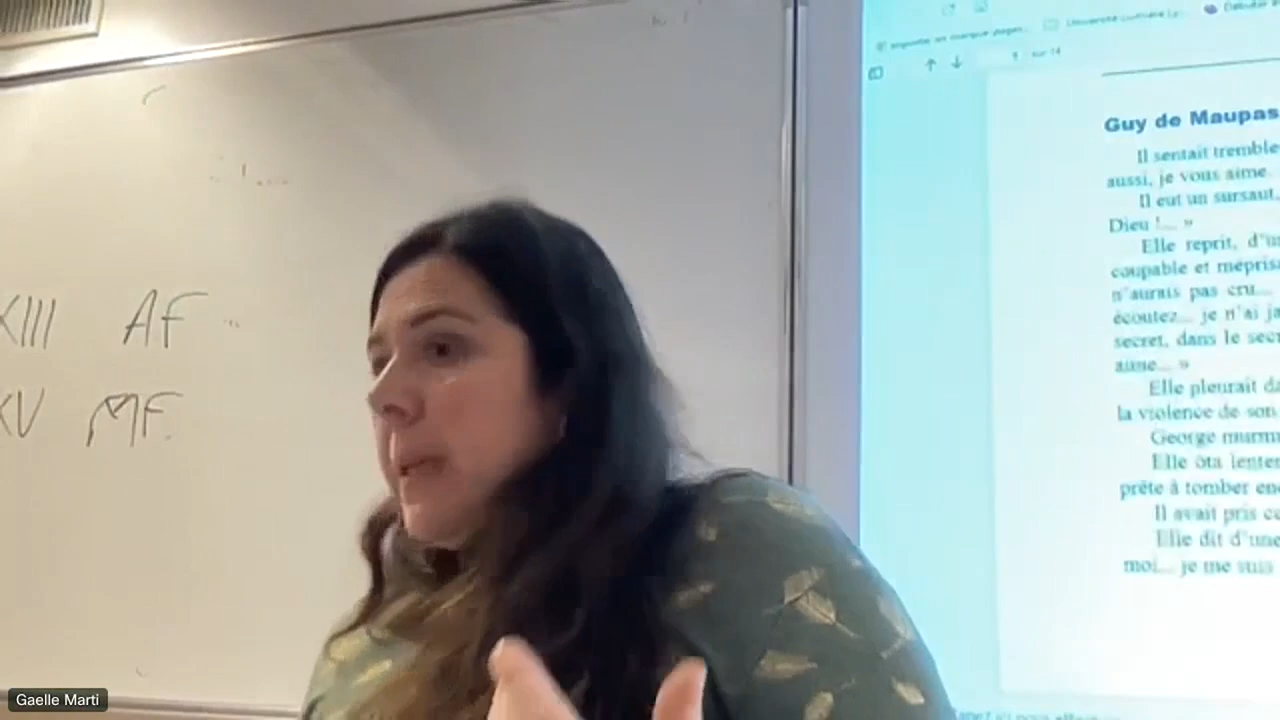 XIII AF
XV MF
sur 14
Guy de Maupas
Il sentait tremble
aussi, je vous aime.
Il eut un sursaut.
Dieu !... »
Elle reprit, d'u
coupable et mépris
n'aurais pas cru...
écoutez... je n'ai ja
secret, dans le sec
aime... »
Elle pleurait da
la violence de son
George murmu
Elle ôta lenter
prête à tomber en
Il avait pris c
Elle dit d'une
moi... je me suis
Gaelle Marti